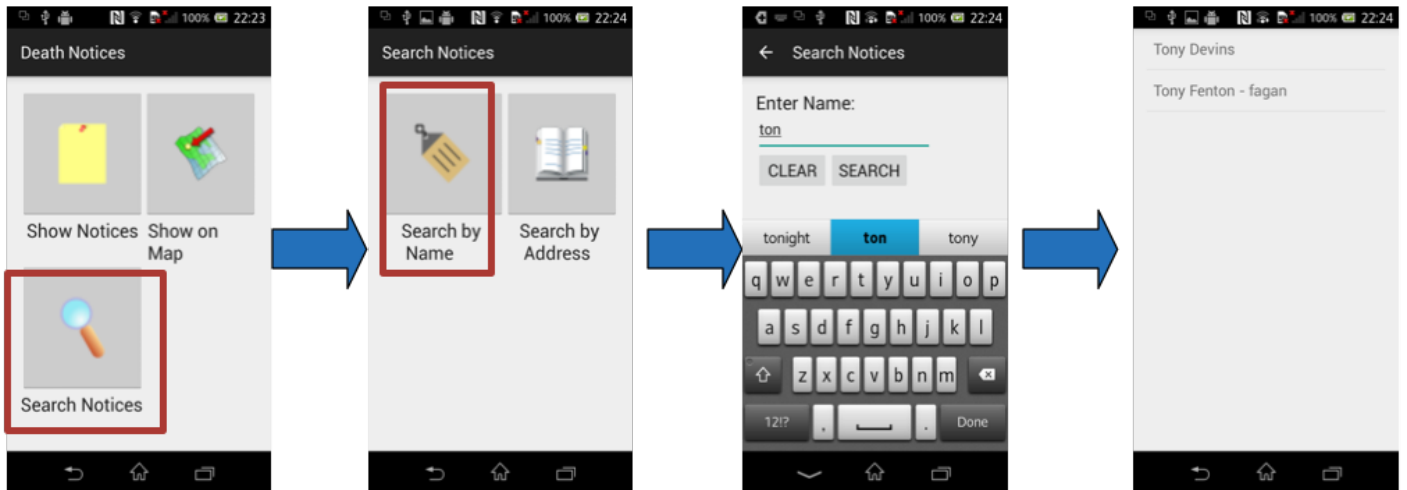 100% 22:23
Death Notices
Show Notices
Show on
Map
Search Notices
100% 22:24
Search Notices
Search by
Name
Search by
Address
100% 22:24
Search Notices
Enter Name:
ton
CLEAR SEARCH
tonight ton tony
q w e r t y u i o p
a s d f g h j k l
z x c v b n m
12!? , . Done
100% 22:24
Tony Devins
Tony Fenton - fagan